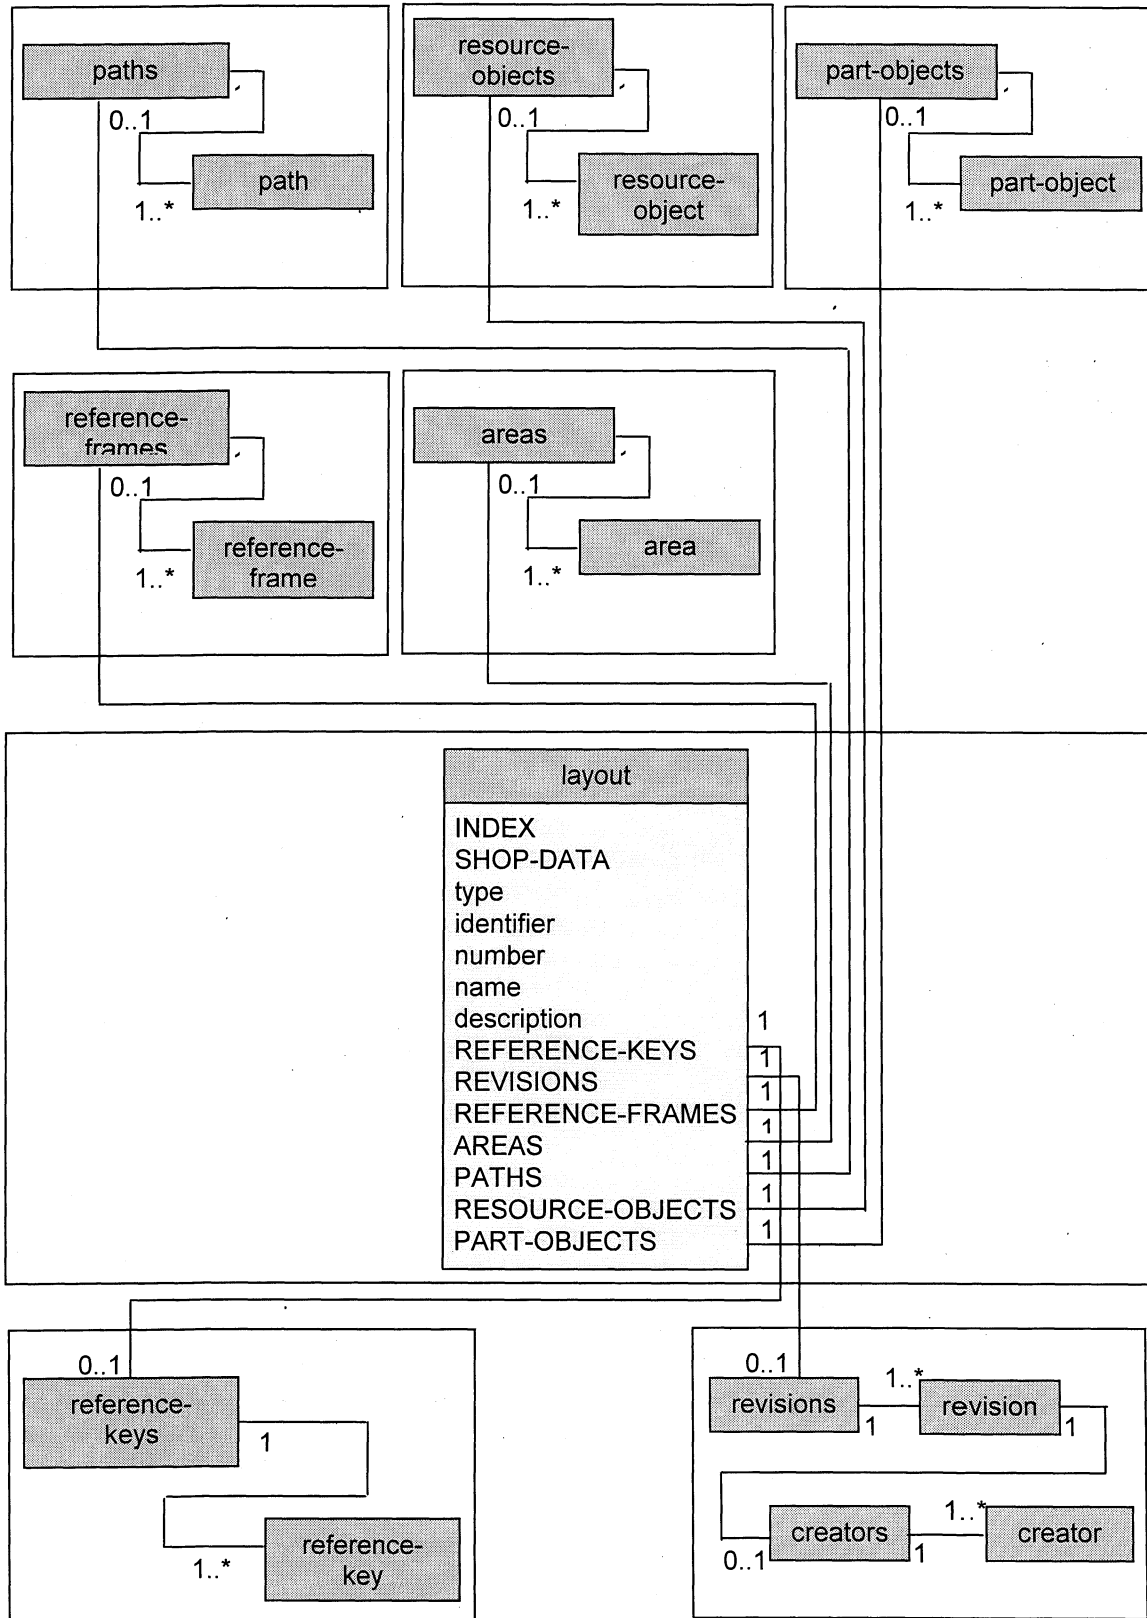 paths
0..1
path
1..*
resource-
objects
0..1
resource-
object
1..*
part-objects
0..1
part-object
1..*
reference-
frames
0..1
reference-
frame
1..*
areas
0..1
area
1..*
layout
INDEX
SHOP-DATA
type
identifier
number
name
description
1
REFERENCE-KEYS
1
REVISIONS
1
REFERENCE-FRAMES
1
AREAS
1
PATHS
1
RESOURCE-OBJECTS
1
PART-OBJECTS
0..1
reference-
keys
1
1..*
reference-
key
0..1
revisions
1
1..*
revision
1
0..1
creators
1
1..*
creator